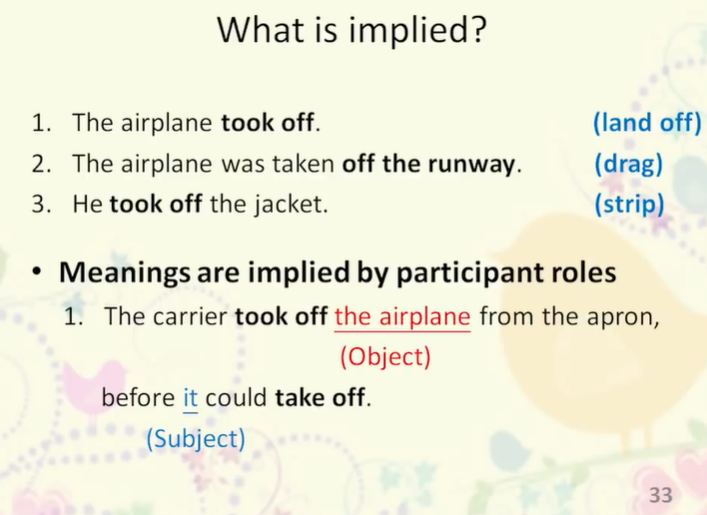 What is implied?
1. The airplane took off. (land off)
2. The airplane was taken off the runway. (drag)
3. He took off the jacket. (strip)
• Meanings are implied by participant roles
1. The carrier took off the airplane from the apron,
(Object)
before it could take off.
(Subject)
33